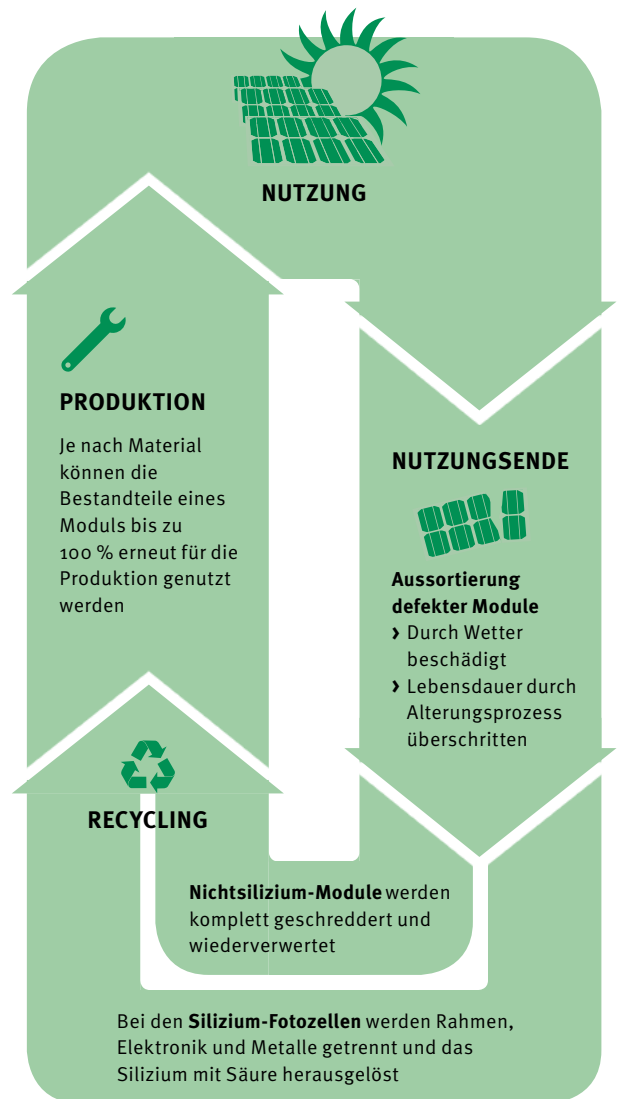 NUTZUNG
PRODUKTION
Je nach Material
können die
Bestandteile eines
Moduls bis zu
100 % erneut für die
Produktion genutzt
werden
NUTZUNGSENDE
Aussortierung
defekter Module
› Durch Wetter
beschädigt
› Lebensdauer durch
Alterungsprozess
überschritten
RECYCLING
Nichtsilizium-Module werden
komplett geschreddert und
wiederverwertet
Bei den Silizium-Fotozellen werden Rahmen,
Elektronik und Metalle getrennt und das
Silizium mit Säure herausgelöst